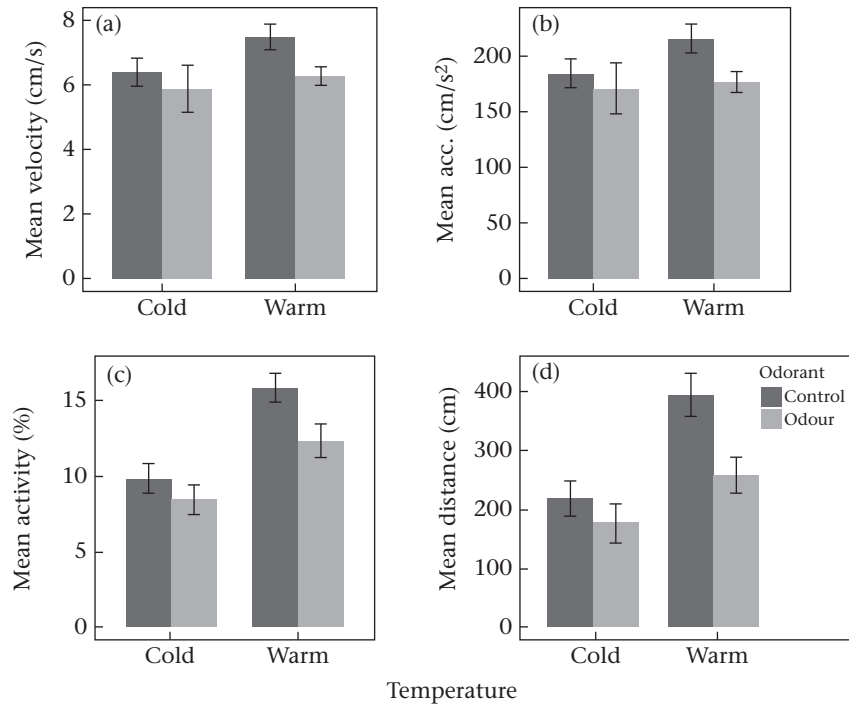 (a)
Mean velocity (cm/s)
8
6
4
2
0
Cold Warm
(b)
Mean acc. (cm/s²)
200
150
100
50
0
Cold Warm
(c)
Mean activity (%)
15
10
5
0
Cold Warm
(d)
Mean distance (cm)
400
300
200
100
0
Cold Warm
Odorant
Control
Odour
Temperature